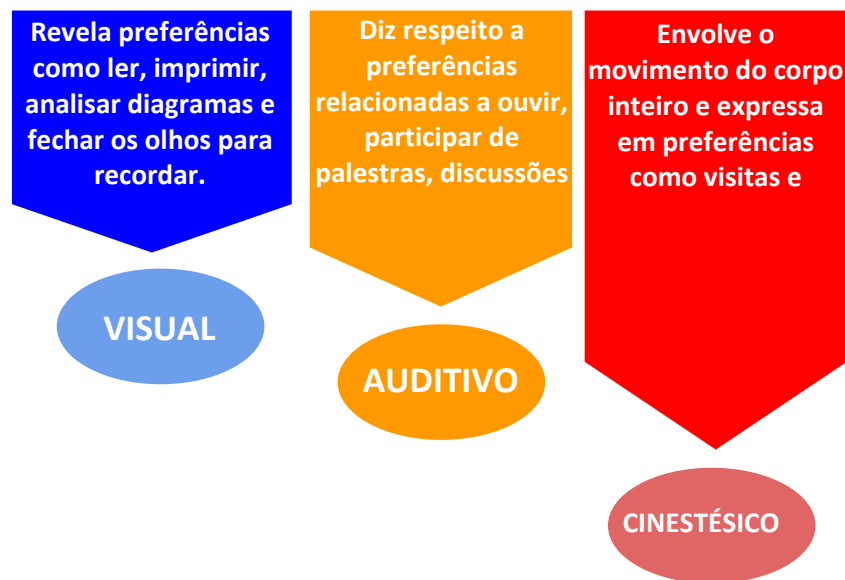 Revela preferências
como ler, imprimir,
analisar diagramas e
fechar os olhos para
recordar.
VISUAL
Diz respeito a
preferências
relacionadas a ouvir,
participar de
palestras, discussões
AUDITIVO
Envolve o
movimento do corpo
inteiro e expressa
em preferências
como visitas e
CINESTÉSICO